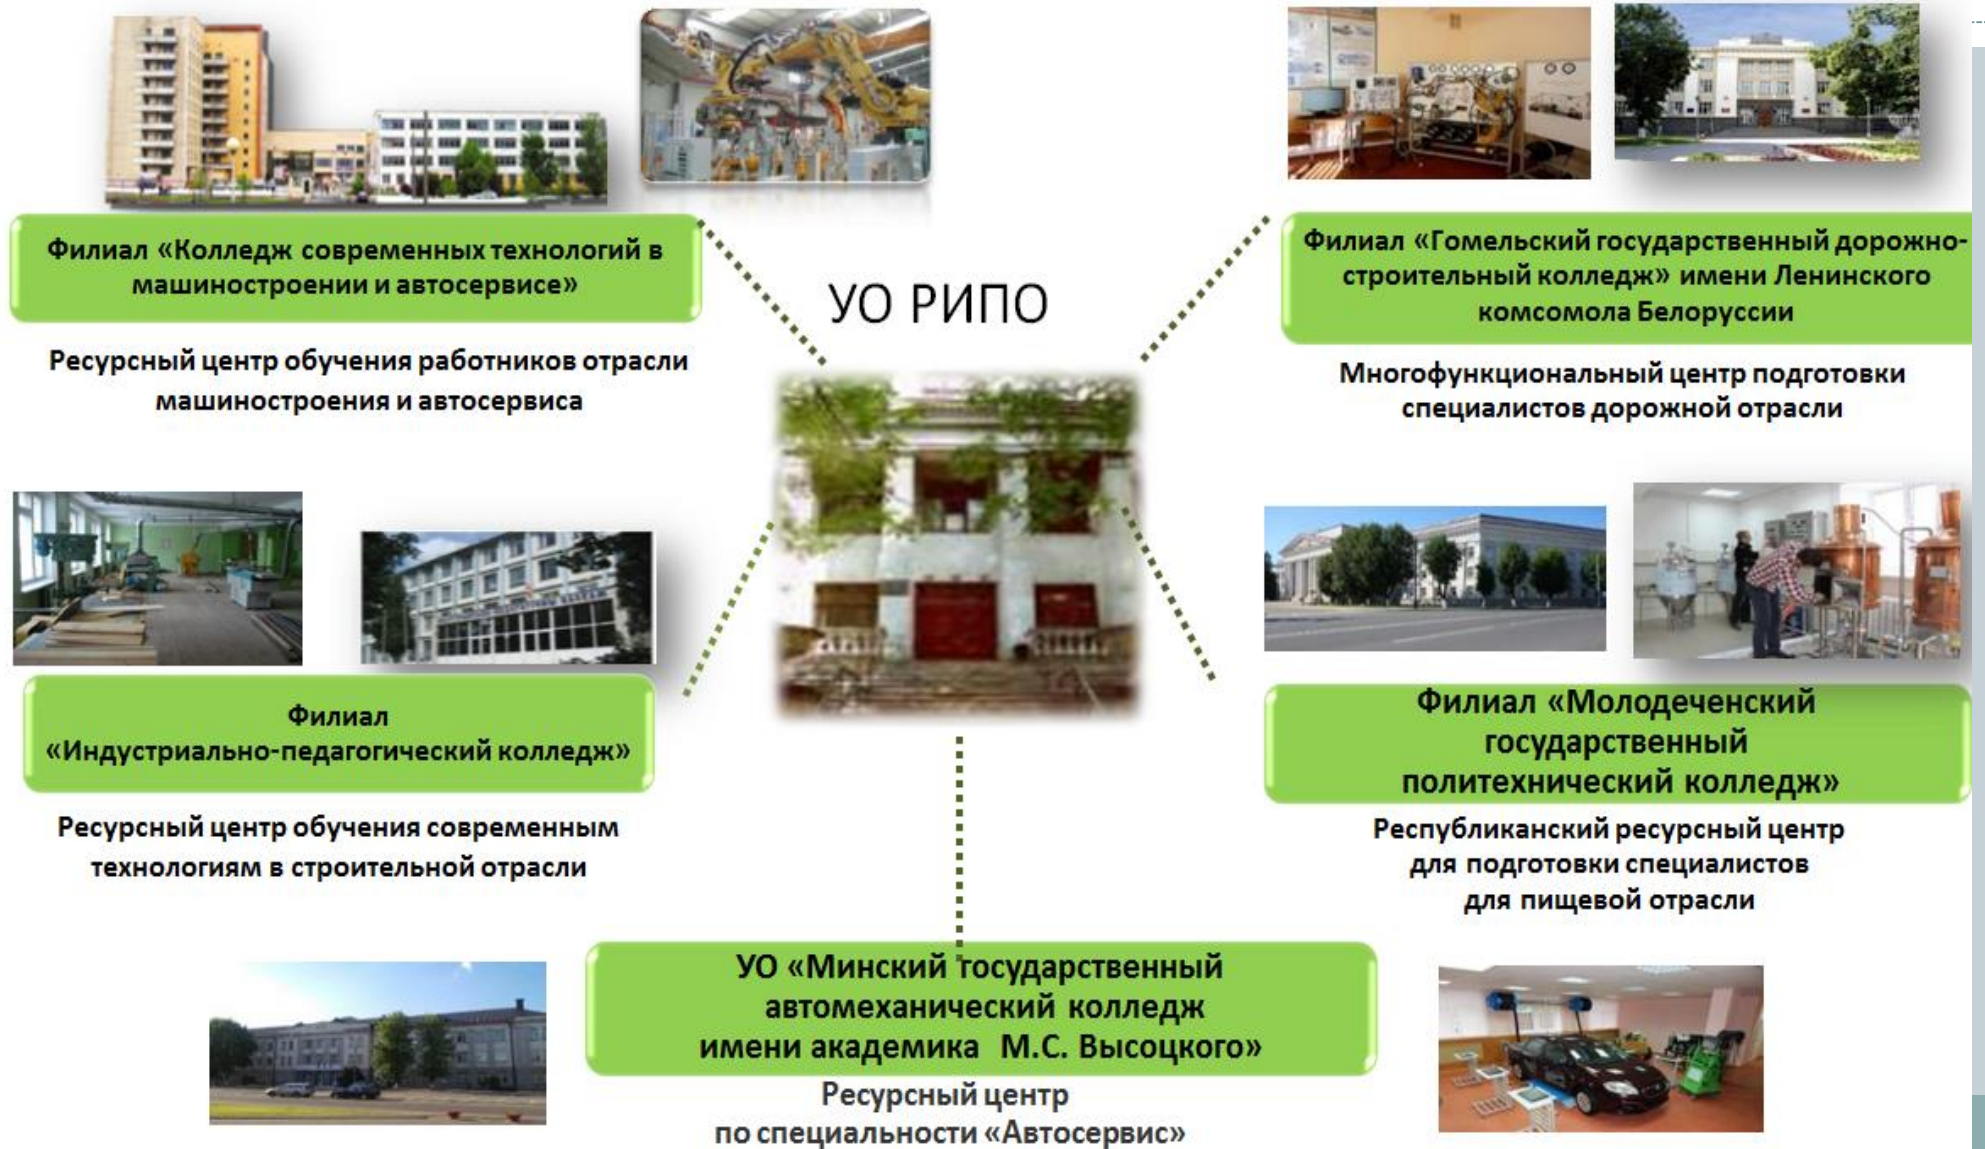 Филиал «Колледж современных технологий в
машиностроении и автосервисе»
Ресурсный центр обучения работников отрасли
машиностроения и автосервиса
УО РИПО
Филиал «Гомельский государственный дорожно-
строительный колледж» имени Ленинского
комсомола Белоруссии
Многофункциональный центр подготовки
специалистов дорожной отрасли
Филиал
«Индустриально-педагогический колледж»
Ресурсный центр обучения современным
технологиям в строительной отрасли
Филиал «Молодеченский
государственный
политехнический колледж»
Республиканский ресурсный центр
для подготовки специалистов
для пищевой отрасли
УО «Минский государственный
автомеханический колледж
имени академика М.С. Высоцкого»
Ресурсный центр
по специальности «Автосервис»